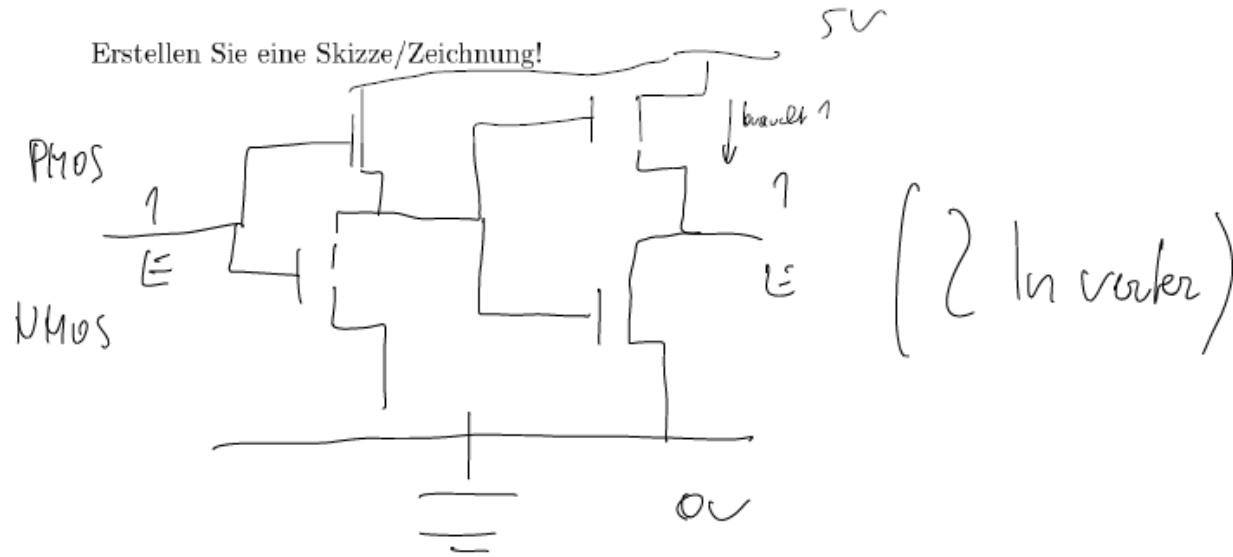 5V
Erstellen Sie eine Skizze/Zeichnung!
braucht 1
PMOS
1
1
E
E
(2 Inverter)
NMOS
0V